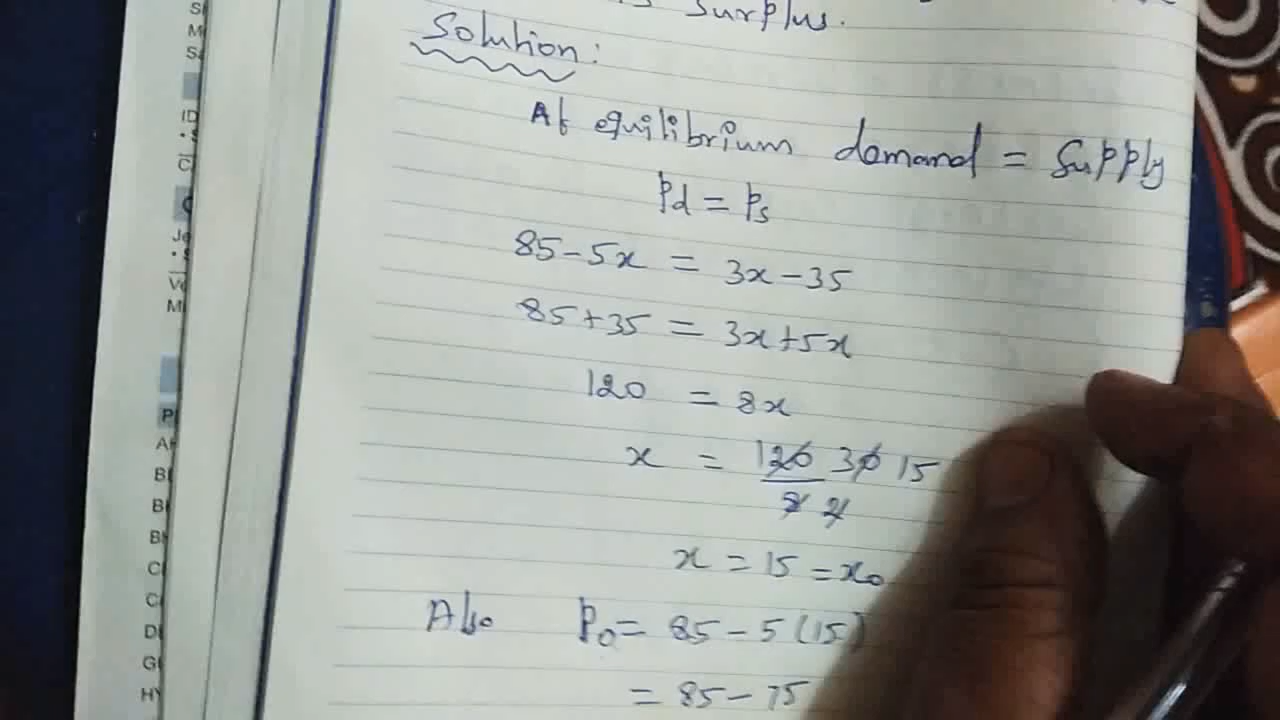 Surplus.
Solution:
At equilibrium demand = Supply
Pd = Ps
85-5x = 3x-35
85+35 = 3x+5x
120 = 8x
x = 120 30 15
8 2
x = 15 = x0
Also P0 = 85-5(15)
= 85-75
ID